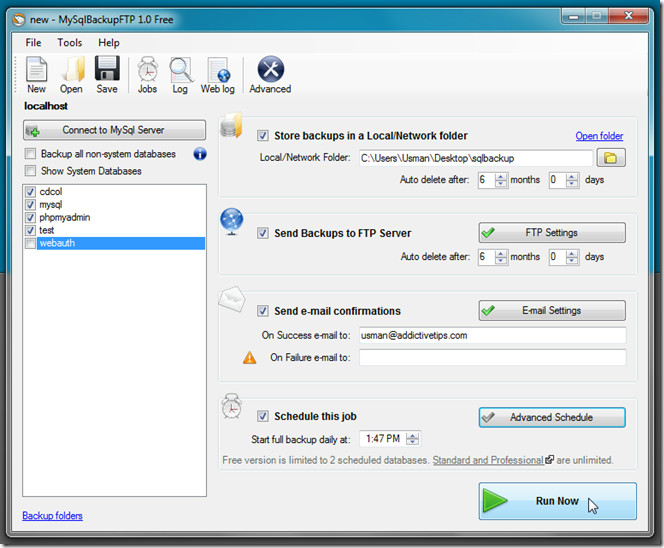 new - MySqlBackupFTP 1.0 Free
File Tools Help
New Open Save Jobs Log Web log Advanced
localhost
Connect to MySql Server
Backup all non-system databases
Show System Databases
cdcol
mysql
phpmyadmin
test
webauth
Backup folders
Store backups in a Local/Network folder Open folder
Local/Network Folder: C:\Users\Usman\Desktop\sqlbackup
Auto delete after: 6 months 0 days
Send Backups to FTP Server FTP Settings
Auto delete after: 6 months 0 days
Send e-mail confirmations E-mail Settings
On Success e-mail to: usman@addictivetips.com
On Failure e-mail to:
Schedule this job Advanced Schedule
Start full backup daily at: 1:47 PM
Free version is limited to 2 scheduled databases. Standard and Professional are unlimited.
Run Now